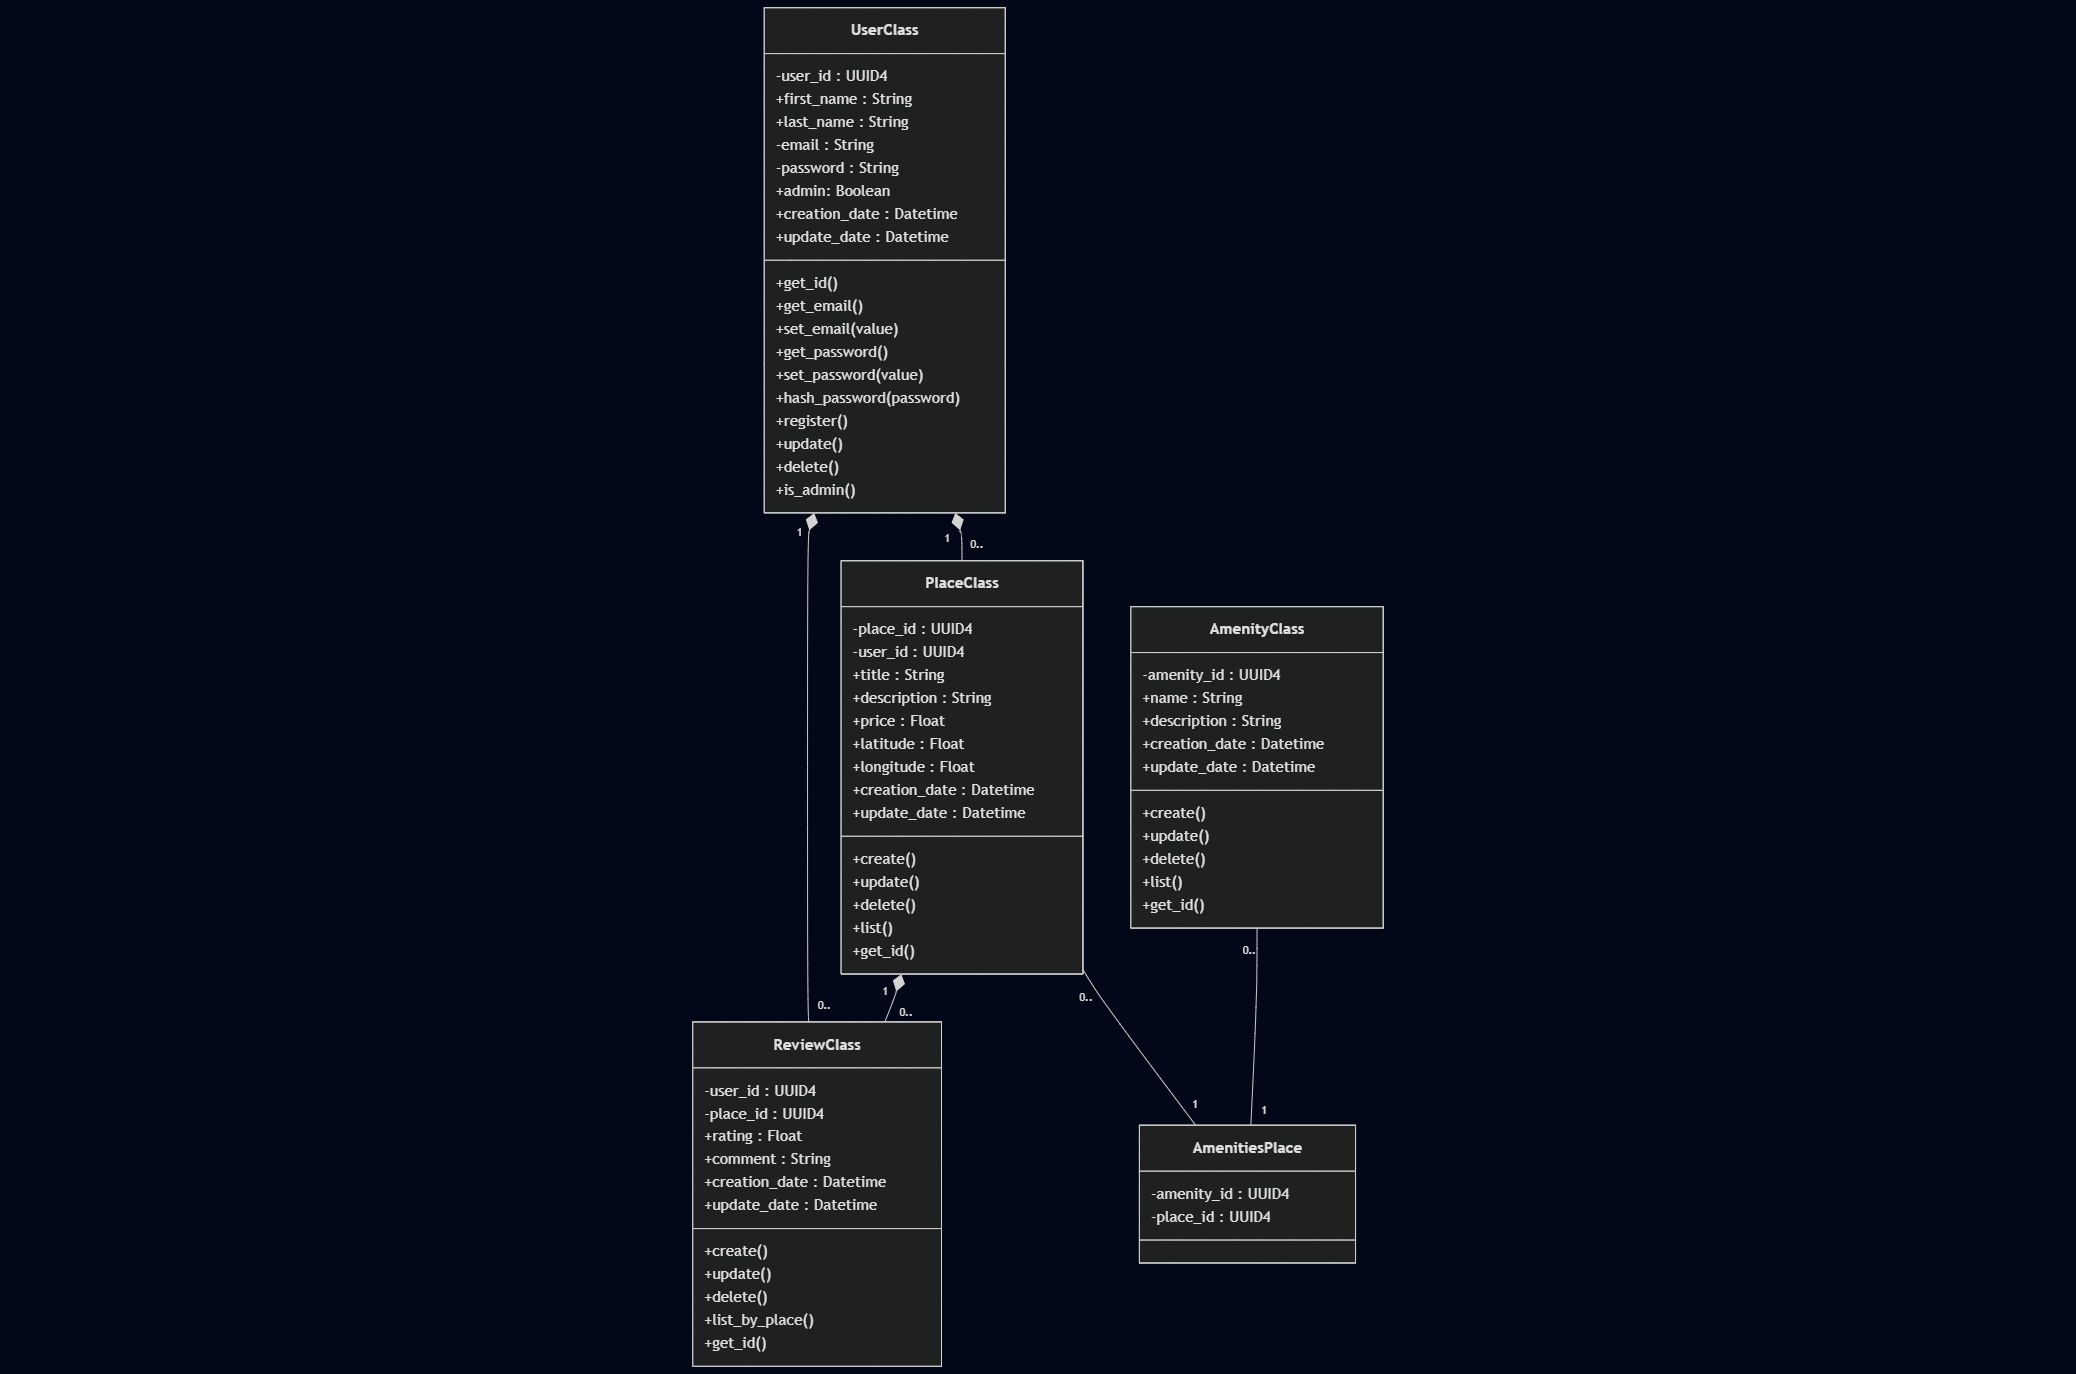 UserClass
-user_id : UUID4
+first_name : String
+last_name : String
-email : String
-password : String
+admin: Boolean
+creation_date : Datetime
+update_date : Datetime
+get_id()
+get_email()
+set_email(value)
+get_password()
+set_password(value)
+hash_password(password)
+register()
+update()
+delete()
+is_admin()
1
1
0..
PlaceClass
-place_id : UUID4
-user_id : UUID4
+title : String
+description : String
+price : Float
+latitude : Float
+longitude : Float
+creation_date : Datetime
+update_date : Datetime
+create()
+update()
+delete()
+list()
+get_id()
AmenityClass
-amenity_id : UUID4
+name : String
+description : String
+creation_date : Datetime
+update_date : Datetime
+create()
+update()
+delete()
+list()
+get_id()
0..
1
0..
0..
0..
ReviewClass
-user_id : UUID4
-place_id : UUID4
+rating : Float
+comment : String
+creation_date : Datetime
+update_date : Datetime
+create()
+update()
+delete()
+list_by_place()
+get_id()
1
1
AmenitiesPlace
-amenity_id : UUID4
-place_id : UUID4